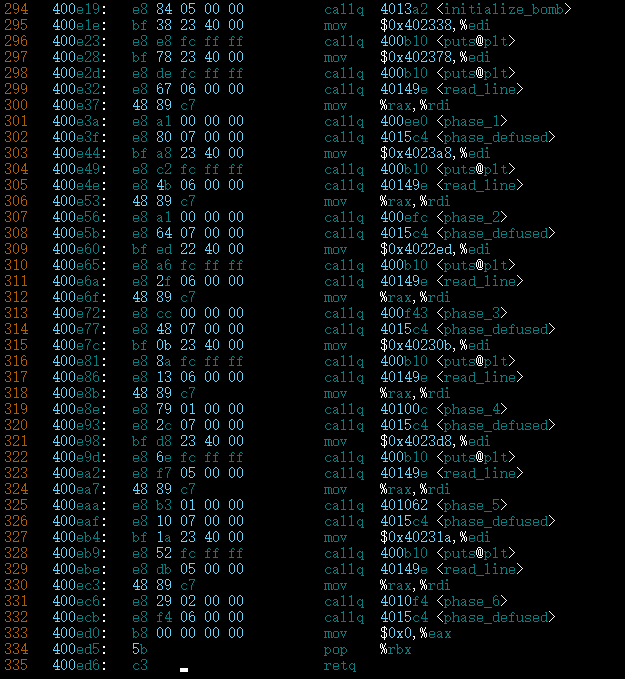 294 400e19: e8 84 05 00 00 callq 4013a2 <initialize_bomb>
295 400e1e: bf 38 23 40 00 mov $0x402338,%edi
296 400e23: e8 e8 fc ff ff callq 400b10 <puts@plt>
297 400e28: bf 78 23 40 00 mov $0x402378,%edi
298 400e2d: e8 de fc ff ff callq 400b10 <puts@plt>
299 400e32: e8 67 06 00 00 callq 40149e <read_line>
300 400e37: 48 89 c7 mov %rax,%rdi
301 400e3a: e8 a1 00 00 00 callq 400ee0 <phase_1>
302 400e3f: e8 80 07 00 00 callq 4015c4 <phase_defused>
303 400e44: bf a8 23 40 00 mov $0x4023a8,%edi
304 400e49: e8 c2 fc ff ff callq 400b10 <puts@plt>
305 400e4e: e8 4b 06 00 00 callq 40149e <read_line>
306 400e53: 48 89 c7 mov %rax,%rdi
307 400e56: e8 a1 00 00 00 callq 400efc <phase_2>
308 400e5b: e8 64 07 00 00 callq 4015c4 <phase_defused>
309 400e60: bf ed 22 40 00 mov $0x4022ed,%edi
310 400e65: e8 a6 fc ff ff callq 400b10 <puts@plt>
311 400e6a: e8 2f 06 00 00 callq 40149e <read_line>
312 400e6f: 48 89 c7 mov %rax,%rdi
313 400e72: e8 cc 00 00 00 callq 400f43 <phase_3>
314 400e77: e8 48 07 00 00 callq 4015c4 <phase_defused>
315 400e7c: bf 0b 23 40 00 mov $0x40230b,%edi
316 400e81: e8 8a fc ff ff callq 400b10 <puts@plt>
317 400e86: e8 13 06 00 00 callq 40149e <read_line>
318 400e8b: 48 89 c7 mov %rax,%rdi
319 400e8e: e8 79 01 00 00 callq 40100c <phase_4>
320 400e93: e8 2c 07 00 00 callq 4015c4 <phase_defused>
321 400e98: bf d8 23 40 00 mov $0x4023d8,%edi
322 400e9d: e8 6e fc ff ff callq 400b10 <puts@plt>
323 400ea2: e8 f7 05 00 00 callq 40149e <read_line>
324 400ea7: 48 89 c7 mov %rax,%rdi
325 400eaa: e8 b3 01 00 00 callq 401062 <phase_5>
326 400eaf: e8 10 07 00 00 callq 4015c4 <phase_defused>
327 400eb4: bf 1a 23 40 00 mov $0x40231a,%edi
328 400eb9: e8 52 fc ff ff callq 400b10 <puts@plt>
329 400ebe: e8 db 05 00 00 callq 40149e <read_line>
330 400ec3: 48 89 c7 mov %rax,%rdi
331 400ec6: e8 29 02 00 00 callq 4010f4 <phase_6>
332 400ecb: e8 f4 06 00 00 callq 4015c4 <phase_defused>
333 400ed0: b8 00 00 00 00 mov $0x0,%eax
334 400ed5: 5b pop %rbx
335 400ed6: c3 retq